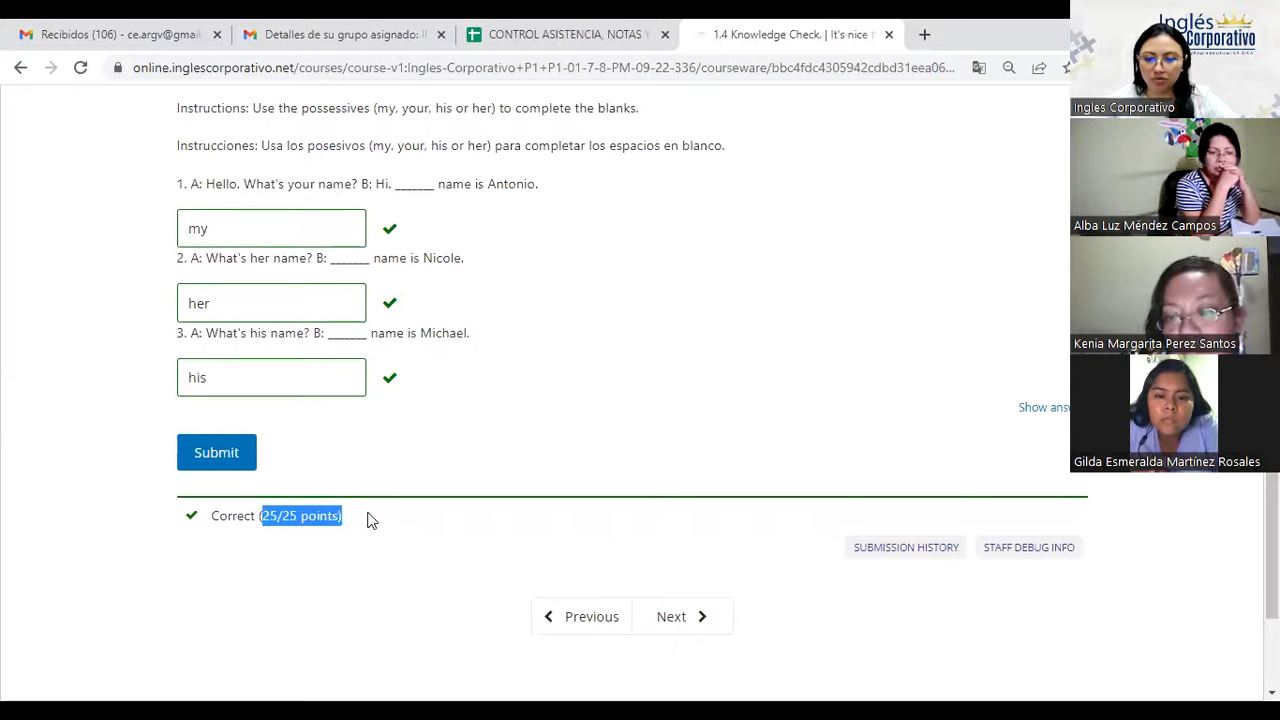 Recibidos (106) - ce.argv@gmai
Detalles de su grupo asignado: I
CONTROL ASISTENCIA, NOTAS Y
1.4 Knowledge Check. | It's nice t
online.inglescorporativo.net/courses/course-v1:Ingles-Corporativo+P1+P1-01-7-8-PM-09-22-336/courseware/bbc4fdc4305942cdbd31eea06...
Instructions: Use the possessives (my, your, his or her) to complete the blanks.
Instrucciones: Usa los posesivos (my, your, his or her) para completar los espacios en blanco.
1. A: Hello. What's your name? B: Hi. _______ name is Antonio.
my
2. A: What's her name? B: _______ name is Nicole.
her
3. A: What's his name? B: _______ name is Michael.
his
Show ans
Submit
Correct (25/25 points)
SUBMISSION HISTORY
STAFF DEBUG INFO
Previous
Next
Inglés
Corporativo
Ingles Corporativo
Alba Luz Méndez Campos
Kenia Margarita Perez Santos
Gilda Esmeralda Martínez Rosales